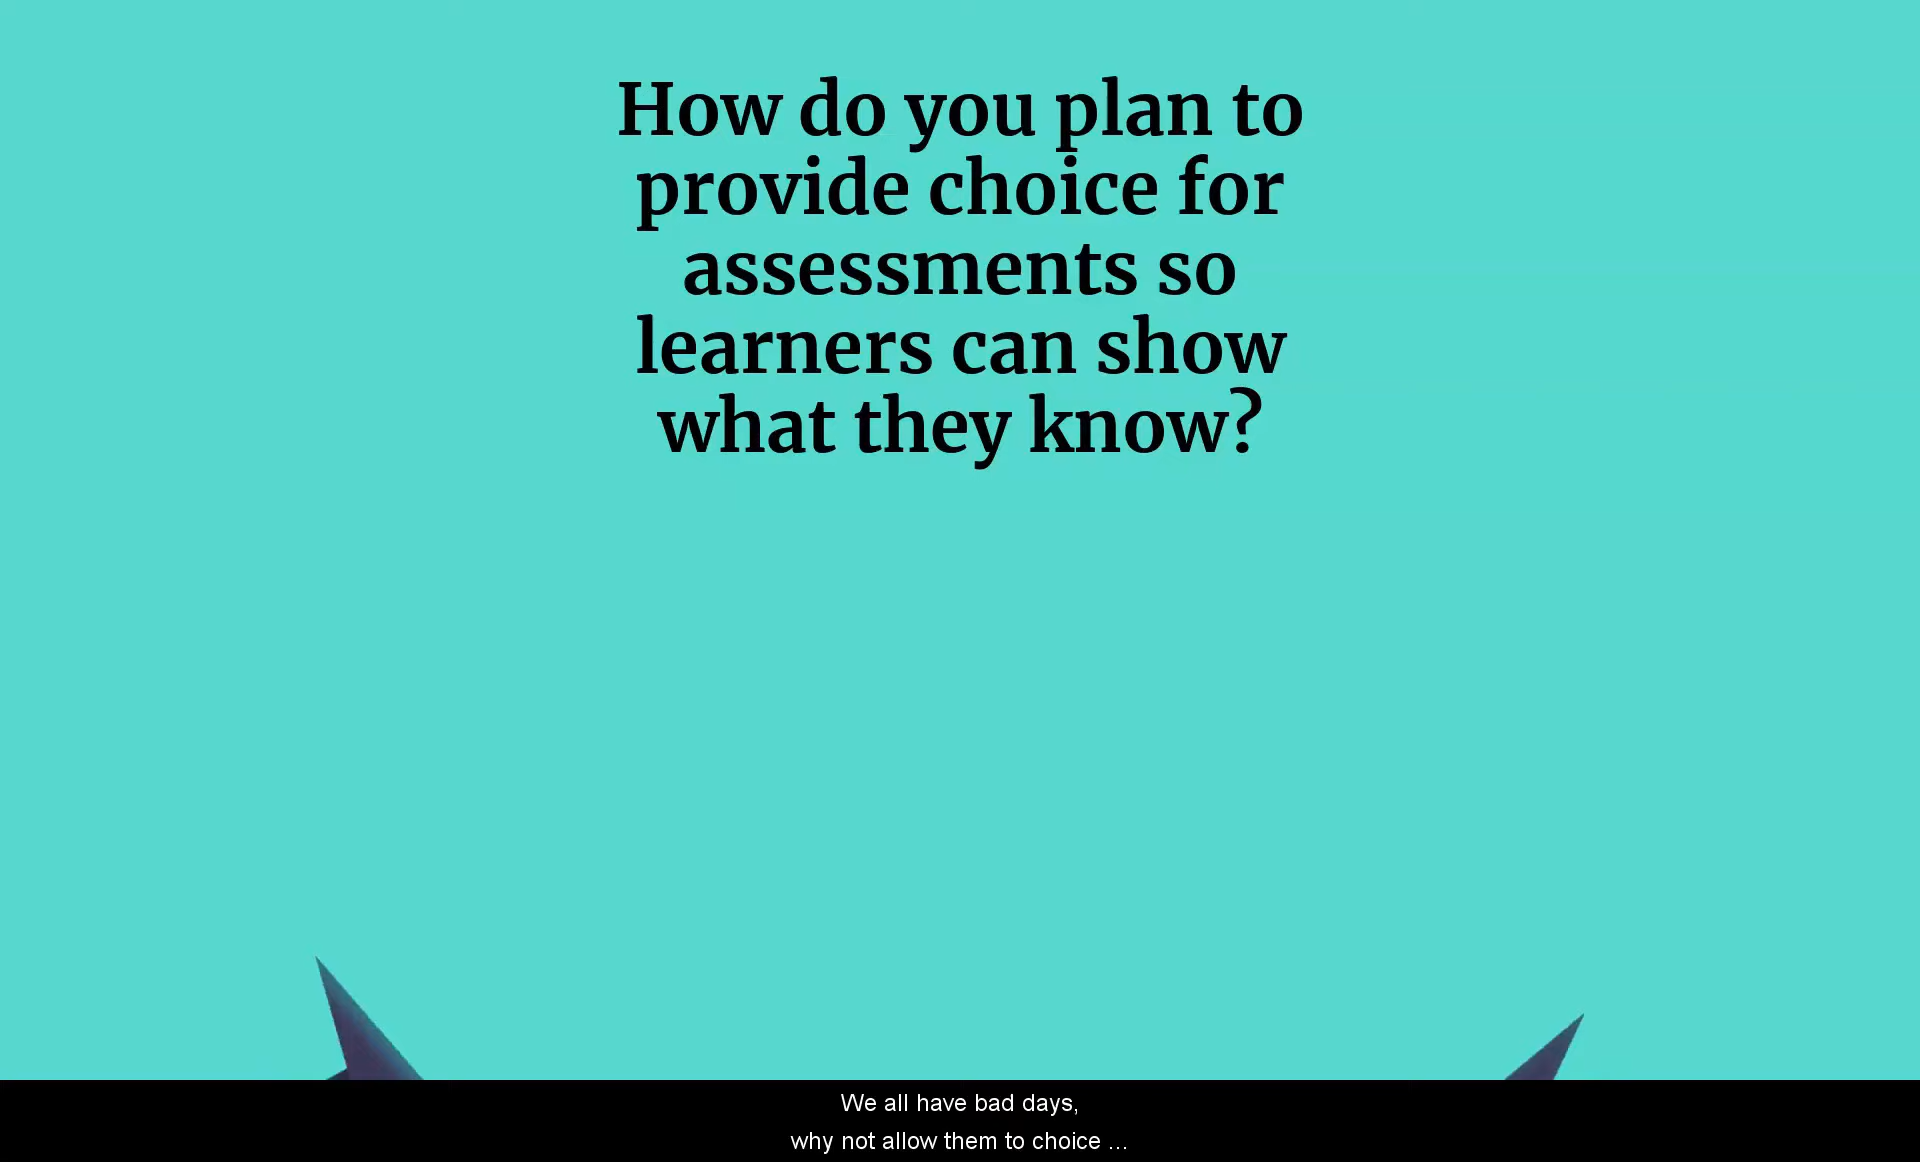 How do you plan to
provide choice for
assessments so
learners can show
what they know?
We all have bad days,
why not allow them to choice ...